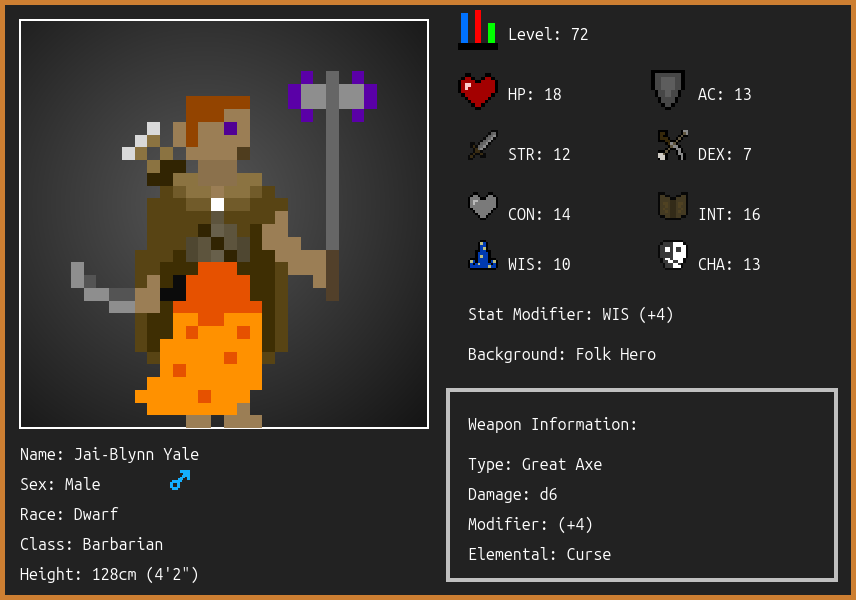 Level: 72
HP: 18
AC: 13
STR: 12
DEX: 7
CON: 14
INT: 16
WIS: 10
CHA: 13
Stat Modifier: WIS (+4)
Background: Folk Hero
Weapon Information:
Type: Great Axe
Damage: d6
Modifier: (+4)
Elemental: Curse
Name: Jai-Blynn Yale
Sex: Male
Race: Dwarf
Class: Barbarian
Height: 128cm (4'2")